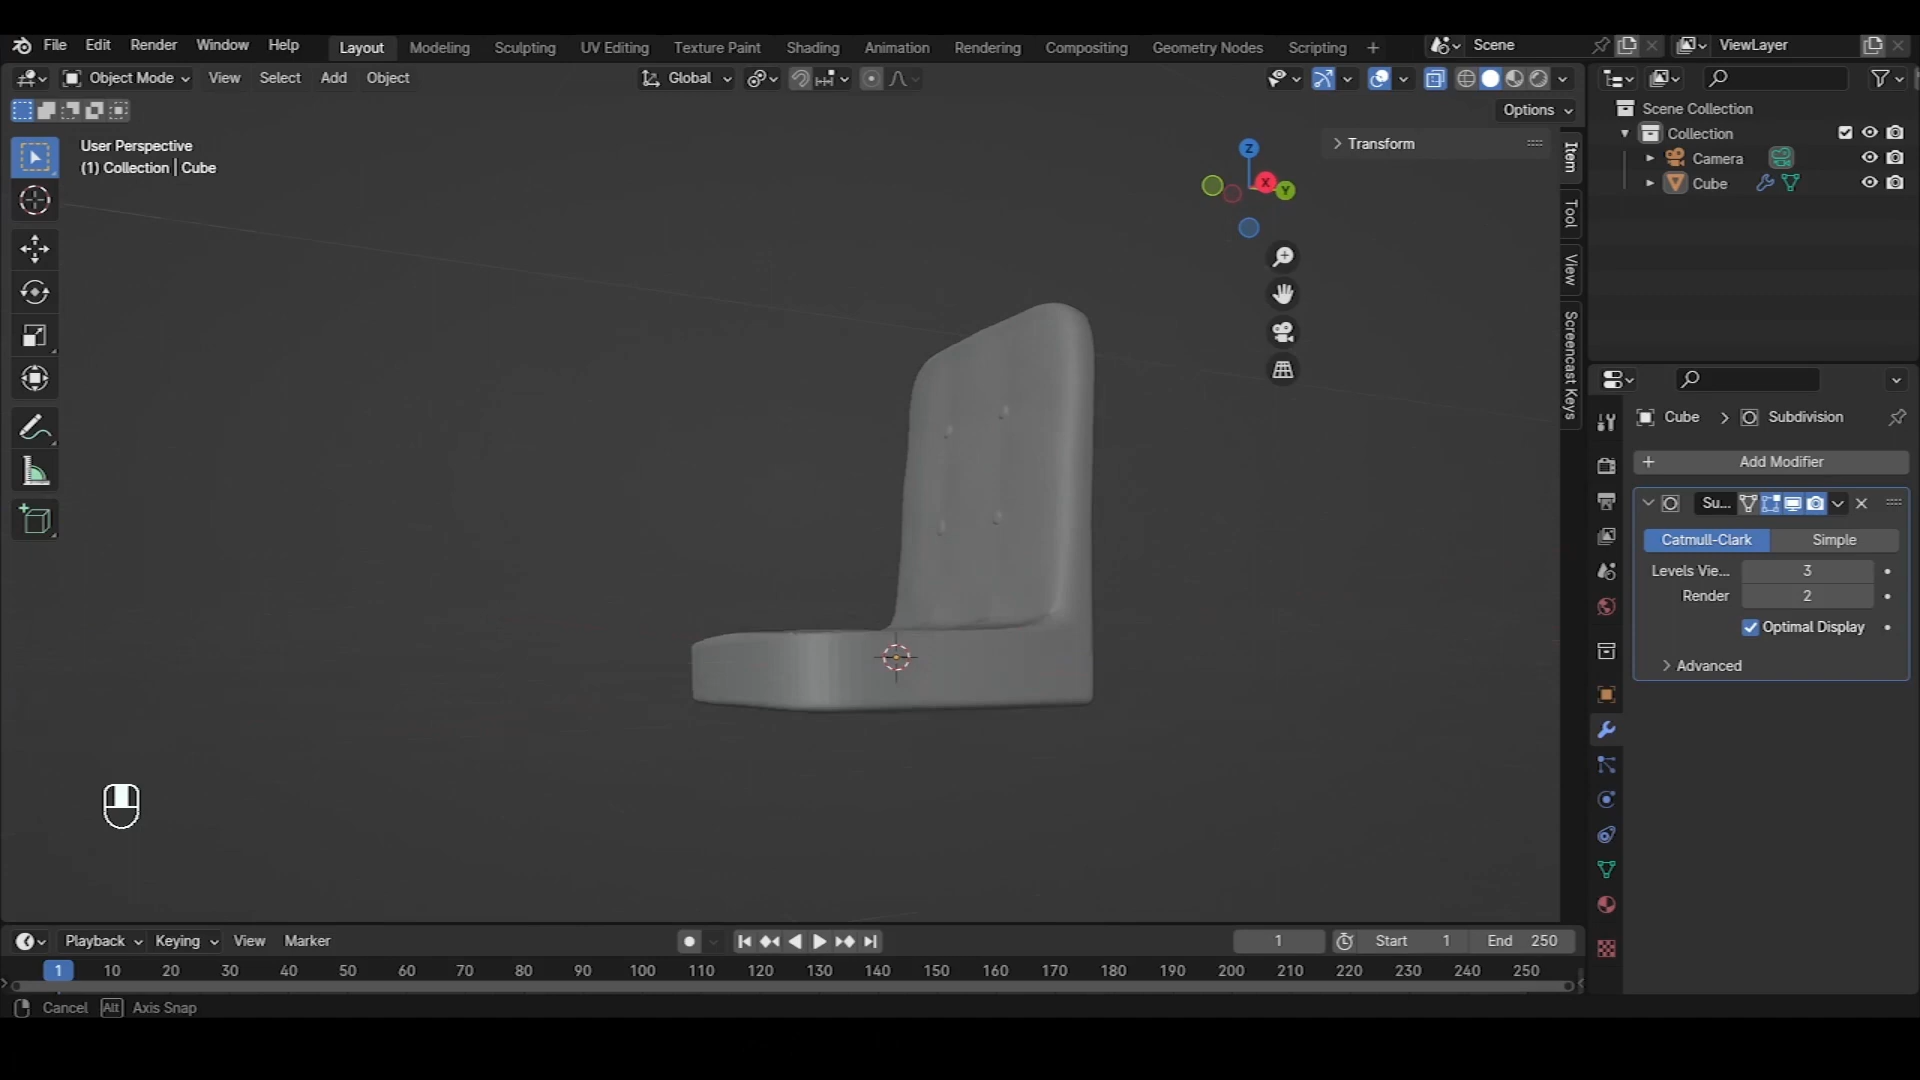 File Edit Render Window Help Layout Modeling Sculpting UV Editing Texture Paint Shading Animation Rendering Compositing Geometry Nodes Scripting + Scene ViewLayer
Object Mode View Select Add Object Global
Options
User Perspective
(1) Collection | Cube
Z
X
Y
Transform
Item
Tool
View
Screencast Keys
Scene Collection
Collection
Camera
Cube
Cube > Subdivision
+ Add Modifier
Su...
Catmull-Clark Simple
Levels Vie... 3
Render 2
Optimal Display
Advanced
Playback Keying View Marker 1 Start 1 End 250
1 10 20 30 40 50 60 70 80 90 100 110 120 130 140 150 160 170 180 190 200 210 220 230 240 250
Cancel Alt Axis Snap